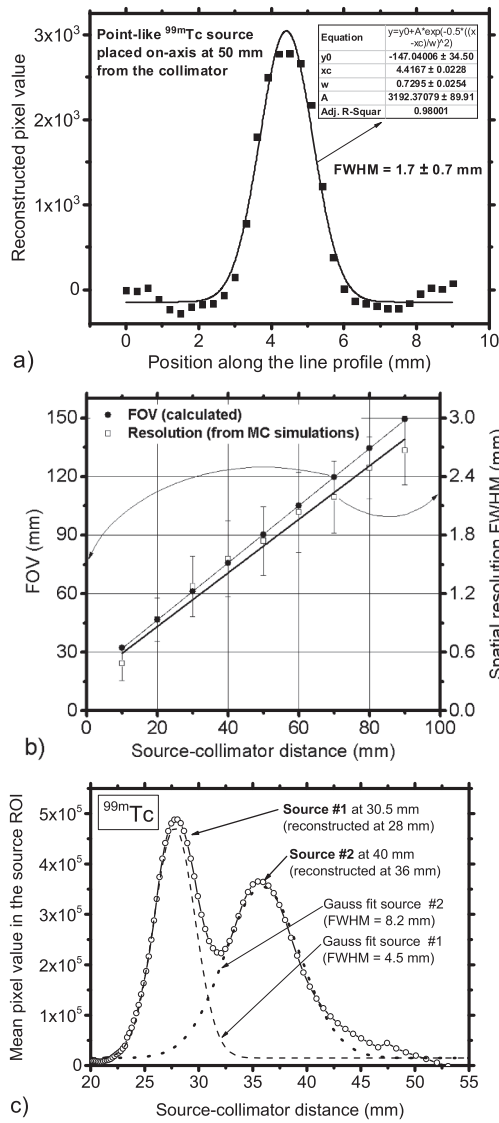 3x10³
2x10³
1x10³
0
Reconstructed pixel value
Point-like ⁹⁹ᵐTc source
placed on-axis at 50 mm
from the collimator
Equation y=y0+A*exp(-0.5*((x
-xc)/w)^2)
y0 -147.04006 ± 34.50
xc 4.4167 ± 0.0228
w 0.7295 ± 0.0254
A 3192.37079 ± 89.91
Adj. R-Squar 0.98001
FWHM = 1.7 ± 0.7 mm
0 2 4 6 8 10
a) Position along the line profile (mm)
150
120
90
60
30
0
FOV (mm)
FOV (calculated)
Resolution (from MC simulations)
3.0
2.4
1.8
1.2
0.6
0.0
Spatial resolution FWHM (mm)
0 20 40 60 80 100
b) Source-collimator distance (mm)
5x10⁵
4x10⁵
3x10⁵
2x10⁵
1x10⁵
0
Mean pixel value in the source ROI
⁹⁹ᵐTc
Source #1 at 30.5 mm
(reconstructed at 28 mm)
Source #2 at 40 mm
(reconstructed at 36 mm)
Gauss fit source #2
(FWHM = 8.2 mm)
Gauss fit source #1
(FWHM = 4.5 mm)
20 25 30 35 40 45 50 55
c) Source-collimator distance (mm)